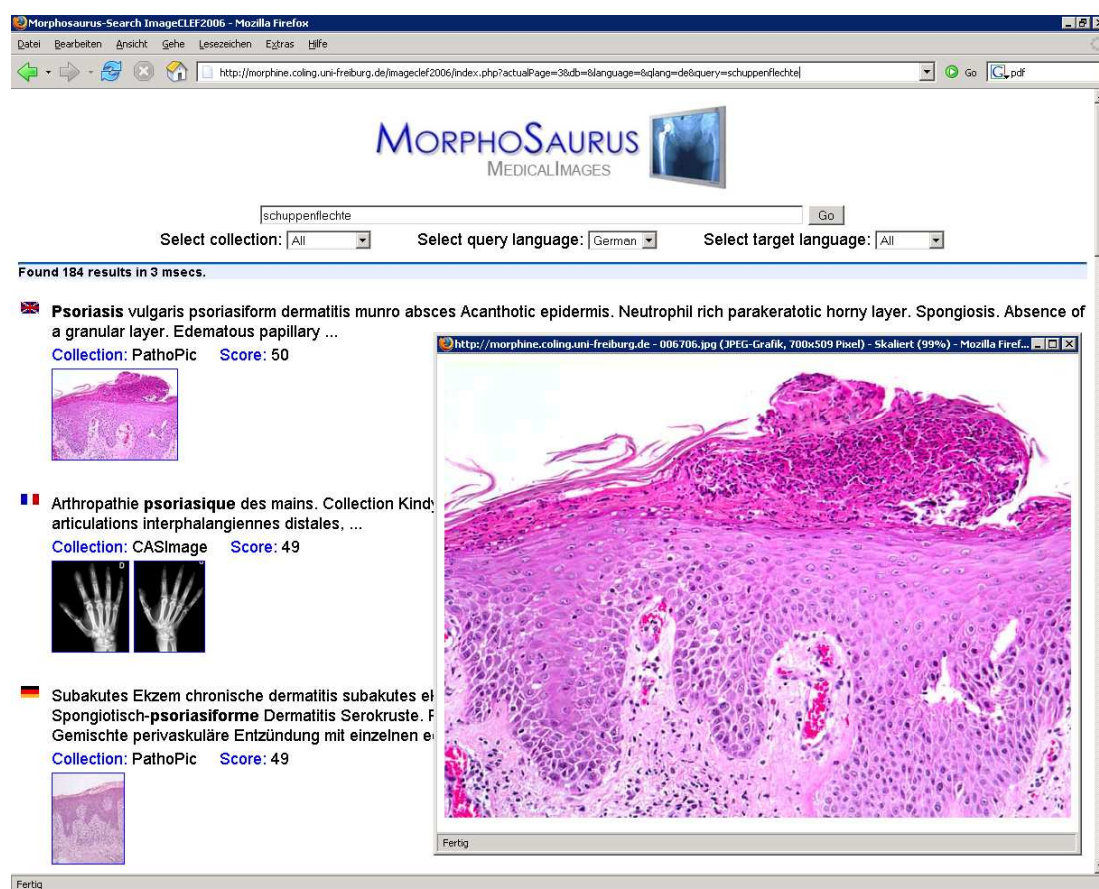 Morphosaurus-Search ImageCLEF2006 - Mozilla Firefox
Datei Bearbeiten Ansicht Gehe Lesezeichen Extras Hilfe
http://morphine.coling.uni-freiburg.de/imageclef2006/index.php?actualPage=3&db=&language=&qlang=de&query=schuppenflechte
Go
pdf
MORPHOSAURUS
MEDICALIMAGES
schuppenflechte
Go
Select collection: All Select query language: German Select target language: All
Found 184 results in 3 msecs.
Psoriasis vulgaris psoriasiform dermatitis munro absces Acanthotic epidermis. Neutrophil rich parakeratotic horny layer. Spongiosis. Absence of
a granular layer. Edematous papillary ...
Collection: PathoPic Score: 50
http://morphine.coling.uni-freiburg.de - 006706.jpg (JPEG-Grafik, 700x509 Pixel) - Skaliert (99%) - Mozilla Firef...
Arthropathie psoriasique des mains. Collection Kindy
articulations interphalangiennes distales, ...
Collection: CASImage Score: 49
D
Subakutes Ekzem chronische dermatitis subakutes
Spongiotisch-psoriasiforme Dermatitis Serokruste.
Gemischte perivaskuläre Entzündung mit einzelnen
Collection: PathoPic Score: 49
Fertig
Fertig